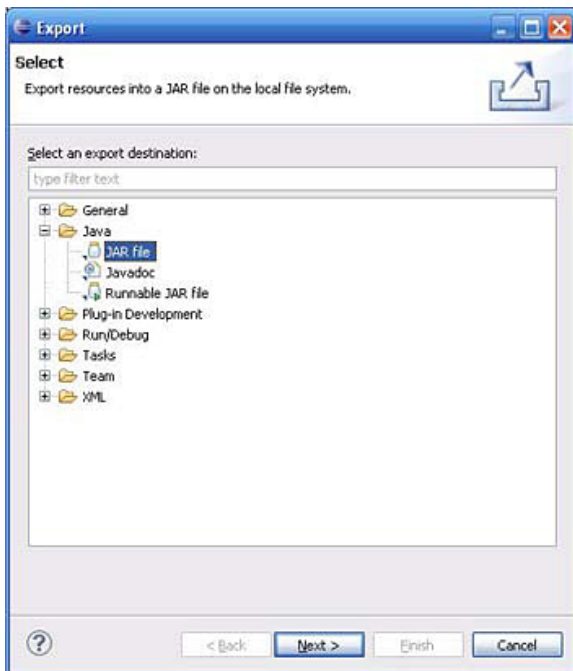 Export
Select
Export resources into a JAR file on the local file system.
Select an export destination:
type filter text
General
Java
JAR file
Javadoc
Runnable JAR file
Plug-in Development
Run/Debug
Tasks
Team
XML
?
< Back
Next >
Finish
Cancel